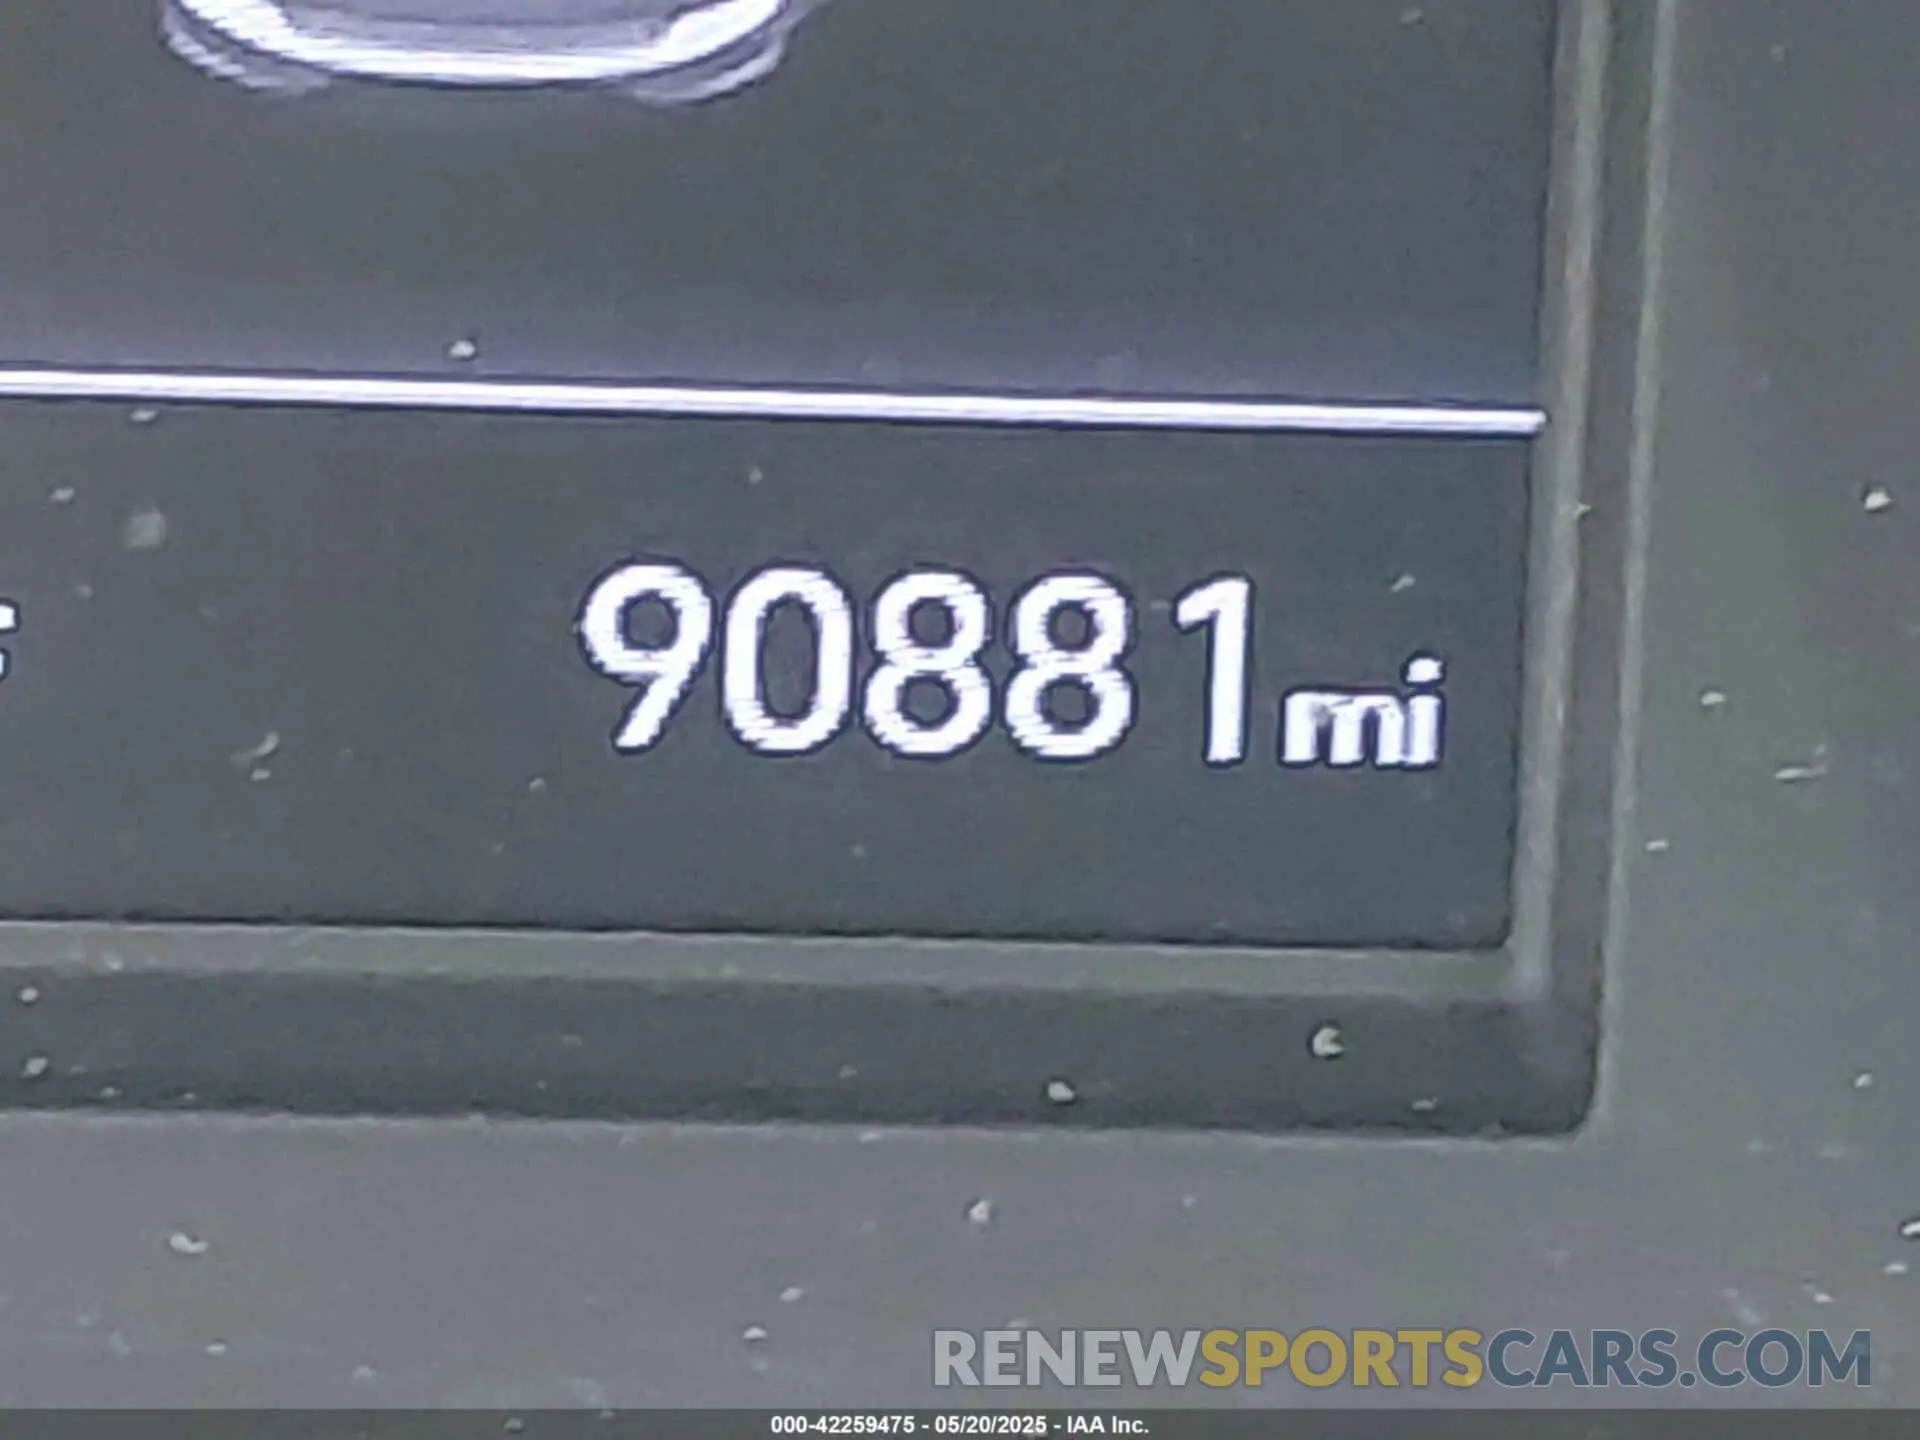 90881mi
RENEWSPORTSCARS.COM
000-42259475 - 05/20/2025 - IAA Inc.